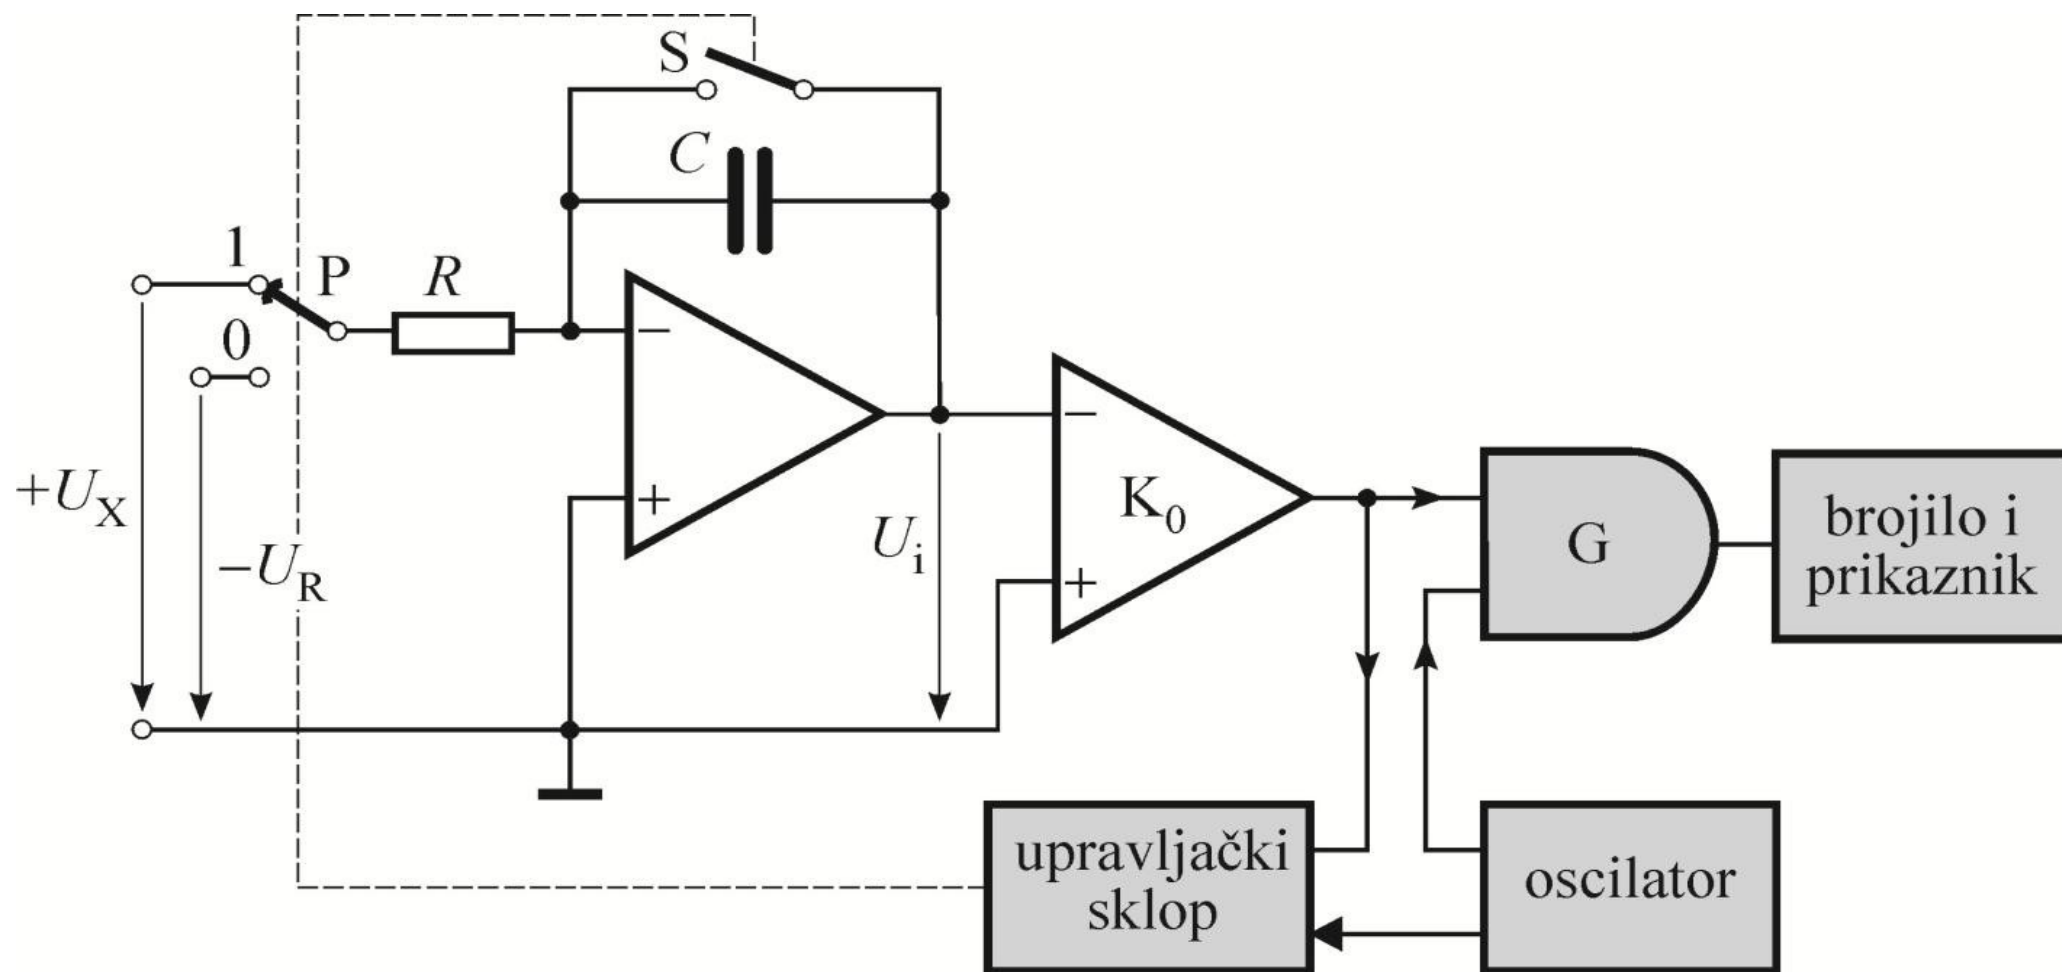 S
C
1
P
R
0
−
+
+U_X
−U_R
U_i
−
K_0
+
G
brojilo i
prikaznik
upravljački
sklop
oscilator